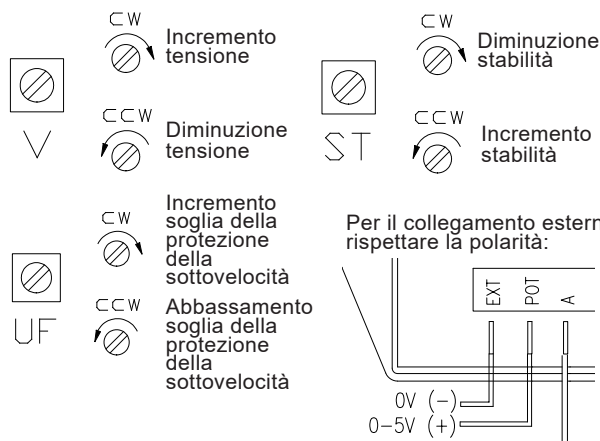 CW
Incremento
tensione
V
CCW
Diminuzione
tensione
CW
Diminuzione
stabilità
ST
CCW
Incremento
stabilità
CW
Incremento
soglia della
protezione
della
sottovelocità
UF
CCW
Abbassamento
soglia della
protezione
della
sottovelocità
Per il collegamento estern
rispettare la polarità:
EXT
POT
A
0V (-)
0-5V (+)